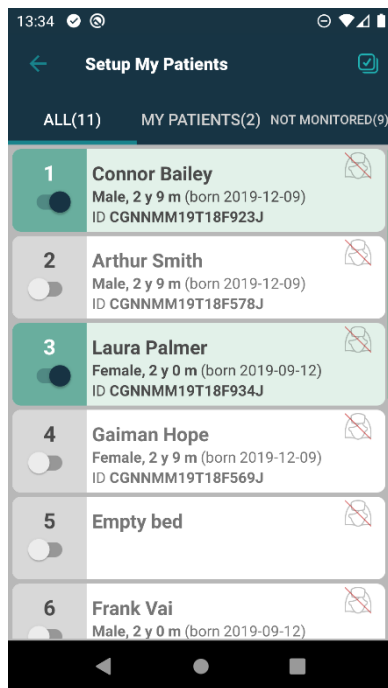 13:34
Setup My Patients
ALL(11) MY PATIENTS(2) NOT MONITORED(9)
1
Connor Bailey
Male, 2 y 9 m (born 2019-12-09)
ID CGNNMM19T18F923J
2
Arthur Smith
Male, 2 y 9 m (born 2019-12-09)
ID CGNNMM19T18F578J
3
Laura Palmer
Female, 2 y 0 m (born 2019-09-12)
ID CGNNMM19T18F934J
4
Gaiman Hope
Female, 2 y 9 m (born 2019-12-09)
ID CGNNMM19T18F569J
5
Empty bed
6
Frank Vai
Male, 2 y 0 m (born 2019-09-12)